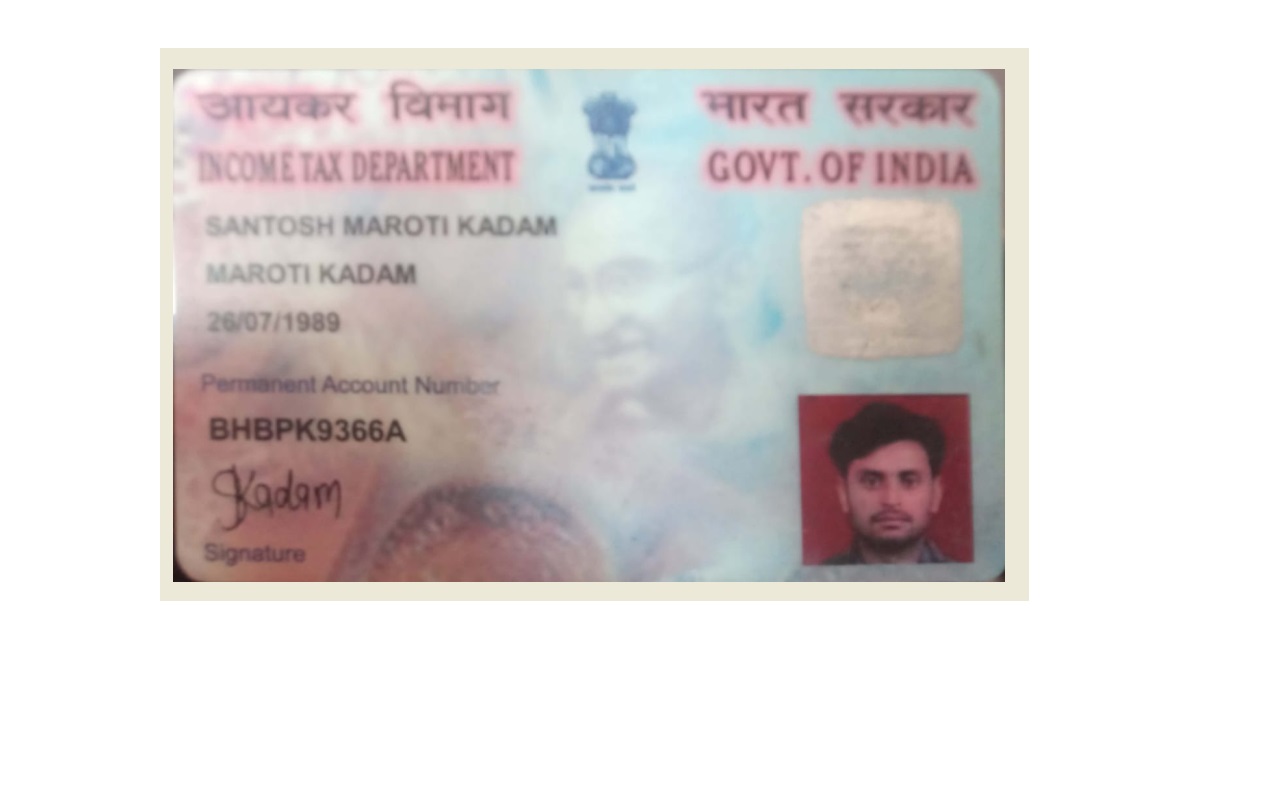 आयकर विभाग
भारत सरकार
INCOME TAX DEPARTMENT
GOVT. OF INDIA
SANTOSH MAROTI KADAM
MAROTI KADAM
26/07/1989
Permanent Account Number
BHBPK9366A
Kadam
Signature